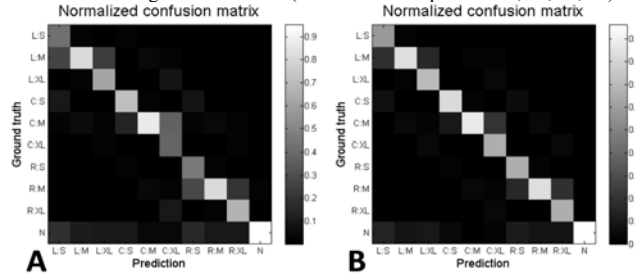 Normalized confusion matrix
Ground truth
L:S
L:M
L:XL
C:S
C:M
C:XL
R:S
R:M
R:XL
N
L:S L:M L:XL C:S C:M C:XL R:S R:M R:XL N
Prediction
0.9
0.8
0.7
0.6
0.5
0.4
0.3
0.2
0.1
A
Normalized confusion matrix
Ground truth
L:S
L:M
L:XL
C:S
C:M
C:XL
R:S
R:M
R:XL
N
L:S L:M L:XL C:S C:M C:XL R:S R:M R:XL N
Prediction
B